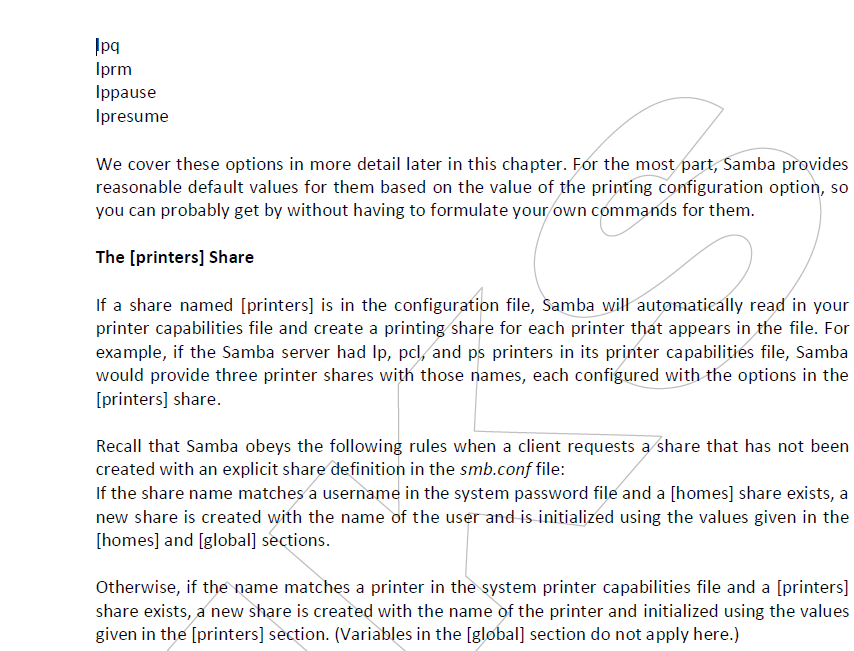 lpq
lprm
lppause
lpresume
We cover these options in more detail later in this chapter. For the most part, Samba provides
reasonable default values for them based on the value of the printing configuration option, so
you can probably get by without having to formulate your own commands for them.
The [printers] Share
If a share named [printers] is in the configuration file, Samba will automatically read in your
printer capabilities file and create a printing share for each printer that appears in the file. For
example, if the Samba server had lp, pcl, and ps printers in its printer capabilities file, Samba
would provide three printer shares with those names, each configured with the options in the
[printers] share.
Recall that Samba obeys the following rules when a client requests a share that has not been
created with an explicit share definition in the smb.conf file:
If the share name matches a username in the system password file and a [homes] share exists, a
new share is created with the name of the user and is initialized using the values given in the
[homes] and [global] sections.
Otherwise, if the name matches a printer in the system printer capabilities file and a [printers]
share exists, a new share is created with the name of the printer and initialized using the values
given in the [printers] section. (Variables in the [global] section do not apply here.)